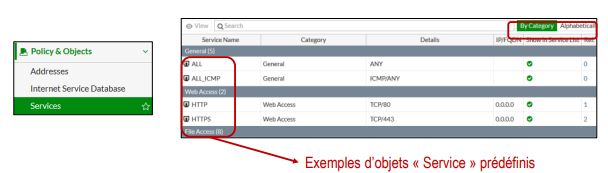 Policy & Objects
Addresses
Internet Service Database
Services
View Search
By Category Alphabeticall
Service Name Category Details IP/FQDN Show in Service List Ref.
General (5)
ALL General ANY 0
ALL_ICMP General ICMP/ANY 0
Web Access (2)
HTTP Web Access TCP/80 0.0.0.0 1
HTTPS Web Access TCP/443 0.0.0.0 2
File Access (8)
Exemples d'objets « Service » prédéfinis